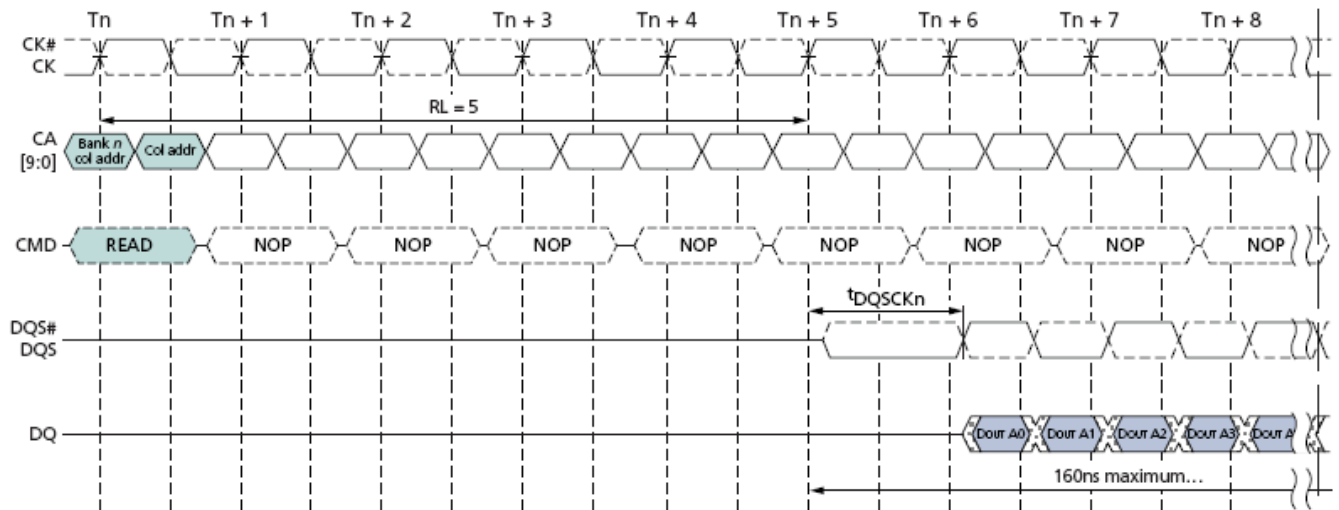 Tn Tn + 1 Tn + 2 Tn + 3 Tn + 4 Tn + 5 Tn + 6 Tn + 7 Tn + 8
CK#
CK
RL = 5
CA
[9:0]
Bank n
col addr
Col addr
CMD READ NOP NOP NOP NOP NOP NOP NOP NOP
tDQSCKn
DQS#
DQS
DQ DOUT A0 DOUT A1 DOUT A2 DOUT A3 DOUT A
160ns maximum...